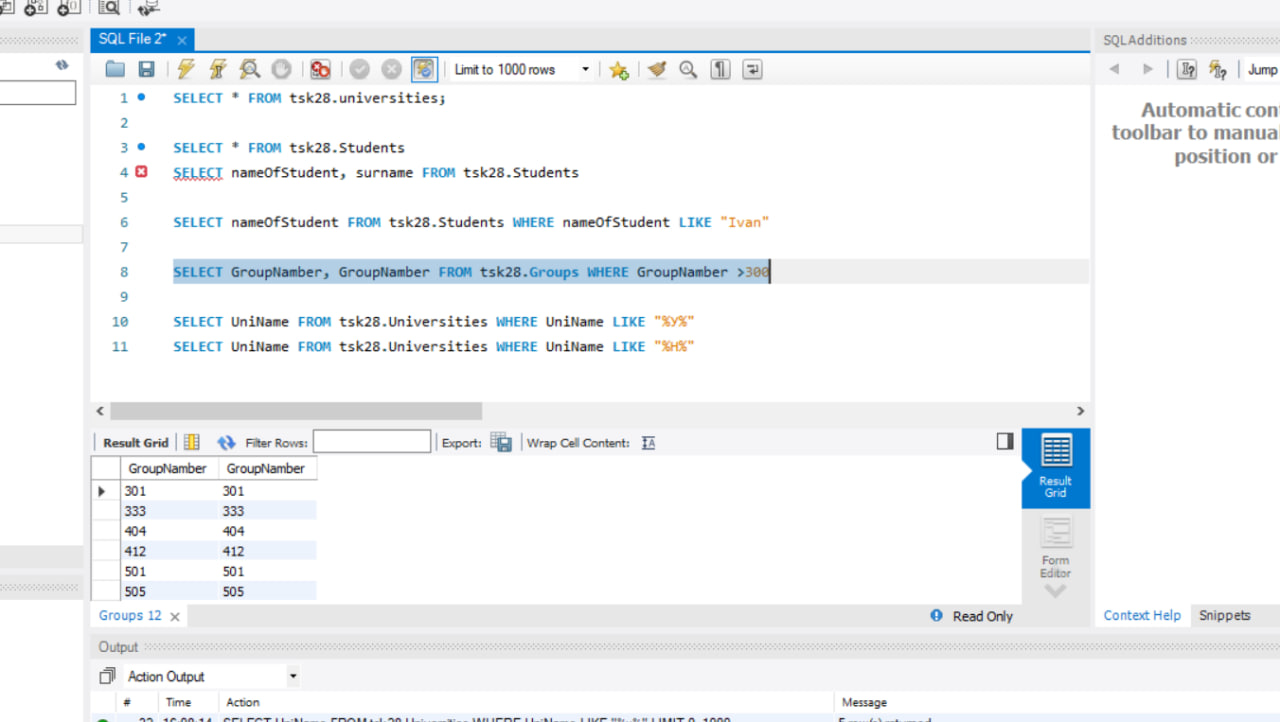 SQL File 2*
SQLAdditions
Limit to 1000 rows
Jump
1 SELECT * FROM tsk28.universities;
2
3 SELECT * FROM tsk28.Students
4 SELECT nameOfStudent, surname FROM tsk28.Students
5
6 SELECT nameOfStudent FROM tsk28.Students WHERE nameOfStudent LIKE "Ivan"
7
8 SELECT GroupNamber, GroupNamber FROM tsk28.Groups WHERE GroupNamber >300
9
10 SELECT UniName FROM tsk28.Universities WHERE UniName LIKE "%У%"
11 SELECT UniName FROM tsk28.Universities WHERE UniName LIKE "%Н%"
Automatic con
toolbar to manual
position or
Result Grid
Filter Rows:
Export:
Wrap Cell Content:
GroupNamber GroupNamber
301 301
333 333
404 404
412 412
501 501
505 505
Result
Grid
Form
Editor
Groups 12
Read Only
Context Help
Snippets
Output
Action Output
# Time Action Message